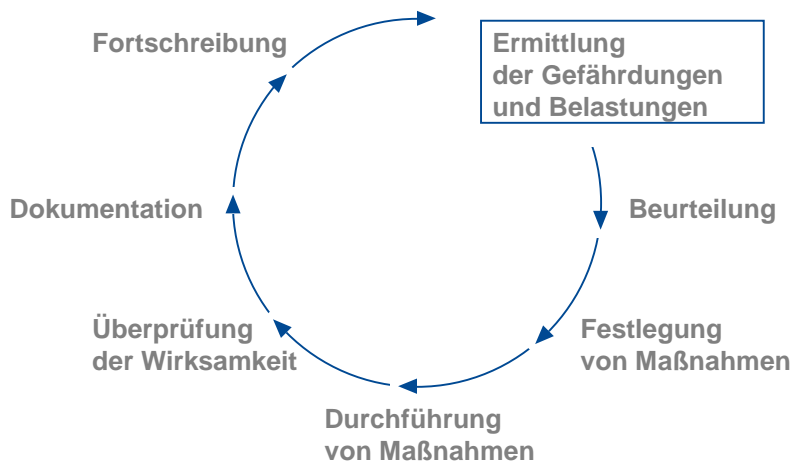 Ermittlung
der Gefährdungen
und Belastungen
Beurteilung
Festlegung
von Maßnahmen
Durchführung
von Maßnahmen
Überprüfung
der Wirksamkeit
Dokumentation
Fortschreibung